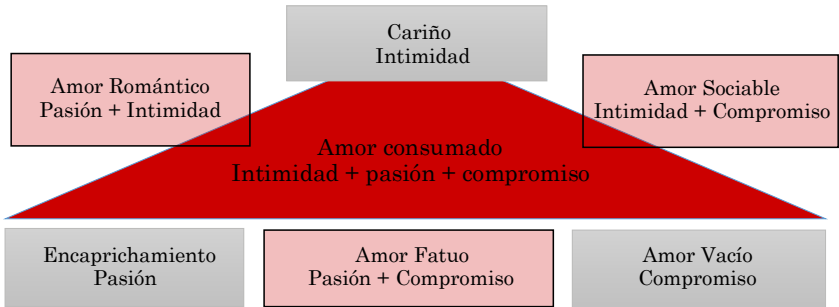 Cariño
Intimidad
Amor Romántico
Pasión + Intimidad
Amor Sociable
Intimidad + Compromiso
Amor consumado
Intimidad + pasión + compromiso
Encaprichamiento
Pasión
Amor Fatuo
Pasión + Compromiso
Amor Vacío
Compromiso